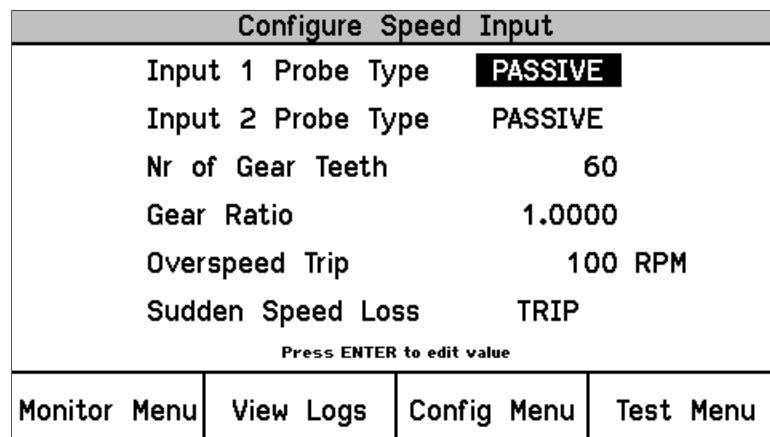 Configure Speed Input
Input 1 Probe Type PASSIVE
Input 2 Probe Type PASSIVE
Nr of Gear Teeth 60
Gear Ratio 1.0000
Overspeed Trip 100 RPM
Sudden Speed Loss TRIP
Press ENTER to edit value
Monitor Menu View Logs Config Menu Test Menu